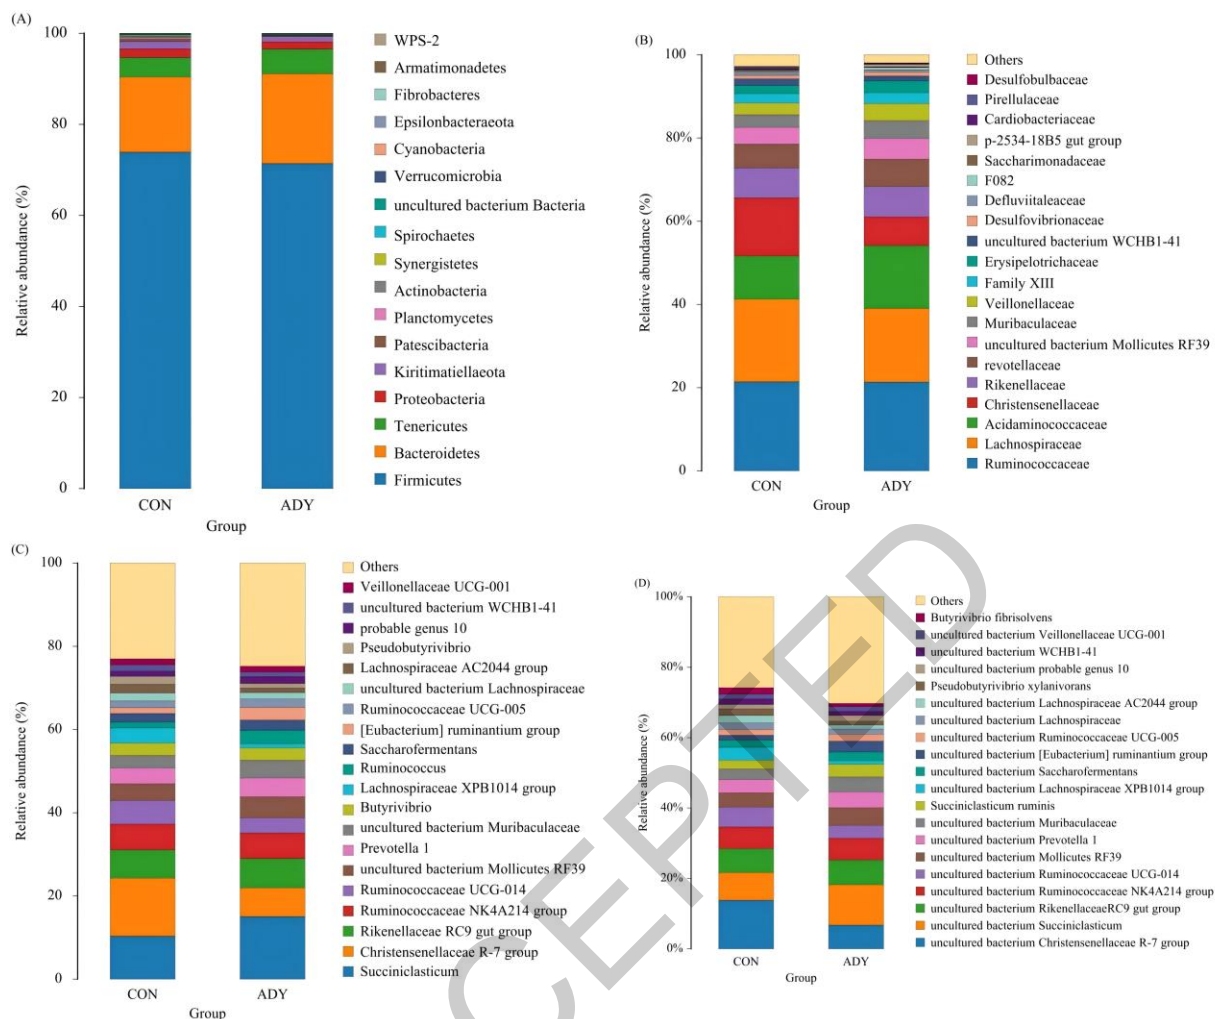 (A)
100
80
60
40
20
0
Relative abundance (%)
CON
ADY
Group
WPS-2
Armatimonadetes
Fibrobacteres
Epsilonbacteraeota
Cyanobacteria
Verrucomicrobia
uncultured bacterium Bacteria
Spirochaetes
Synergistetes
Actinobacteria
Planctomycetes
Patescibacteria
Kiritimatiellaeota
Proteobacteria
Tenericutes
Bacteroidetes
Firmicutes
(B)
100
80%
60%
40
20
0
Relative abundance (%)
CON
ADY
Group
Others
Desulfobulbaceae
Pirellulaceae
Cardiobacteriaceae
p-2534-18B5 gut group
Saccharimonadaceae
F082
Defluviitaleaceae
Desulfovibrionaceae
uncultured bacterium WCHB1-41
Erysipelotrichaceae
Family XIII
Veillonellaceae
Muribaculaceae
uncultured bacterium Mollicutes RF39
revotellaceae
Rikenellaceae
Christensenellaceae
Acidaminococcaceae
Lachnospiraceae
Ruminococcaceae
(C)
100
80
60
40
20
0
Relative abundance (%)
CON
ADY
Group
Others
Veillonellaceae UCG-001
uncultured bacterium WCHB1-41
probable genus 10
Pseudobutyrivibrio
Lachnospiraceae AC2044 group
uncultured bacterium Lachnospiraceae
Ruminococcaceae UCG-005
[Eubacterium] ruminantium group
Saccharofermentans
Ruminococcus
Lachnospiraceae XPB1014 group
Butyrivibrio
uncultured bacterium Muribaculaceae
Prevotella 1
uncultured bacterium Mollicutes RF39
Ruminococcaceae UCG-014
Ruminococcaceae NK4A214 group
Rikenellaceae RC9 gut group
Christensenellaceae R-7 group
Succiniclasticum
(D)
100%
80%
60%
40%
20%
0%
Relative abundance (%)
CON
ADY
Group
Others
Butyrivibrio fibrisolvens
uncultured bacterium Veillonellaceae UCG-001
uncultured bacterium WCHB1-41
uncultured bacterium probable genus 10
Pseudobutyrivibrio xylanivorans
uncultured bacterium Lachnospiraceae AC2044 group
uncultured bacterium Lachnospiraceae
uncultured bacterium Ruminococcaceae UCG-005
uncultured bacterium [Eubacterium] ruminantium group
uncultured bacterium Saccharofermentans
uncultured bacterium Lachnospiraceae XPB1014 group
Succiniclasticum ruminis
uncultured bacterium Muribaculaceae
uncultured bacterium Prevotella 1
uncultured bacterium Mollicutes RF39
uncultured bacterium Ruminococcaceae UCG-014
uncultured bacterium Ruminococcaceae NK4A214 group
uncultured bacterium RikenellaceaeRC9 gut group
uncultured bacterium Succiniclasticum
uncultured bacterium Christensenellaceae R-7 group
CEPTED